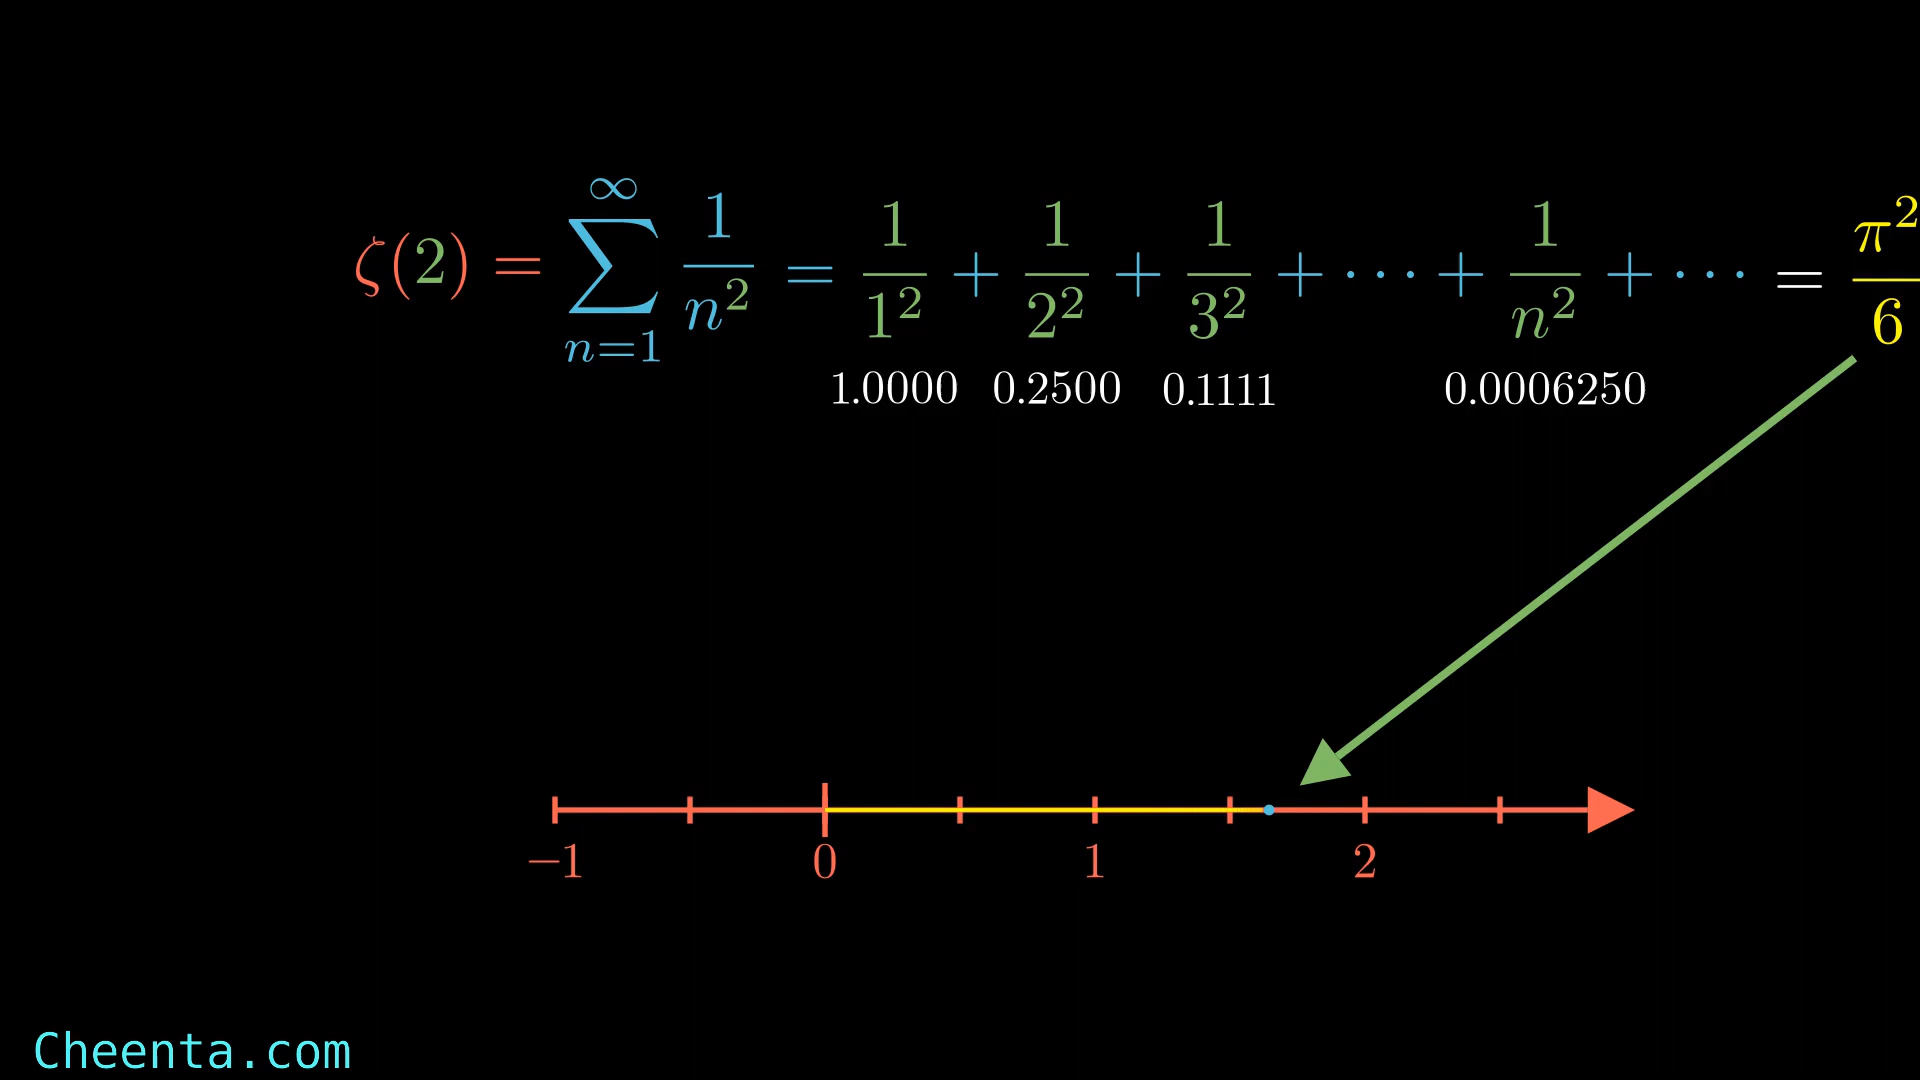 ζ(2) = ∑_{n=1}^{∞} 1/n² = 1/1² + 1/2² + 1/3² + ··· + 1/n² + ··· = π²/6
1.0000 0.2500 0.1111 0.0006250
−1 0 1 2
Cheenta.com